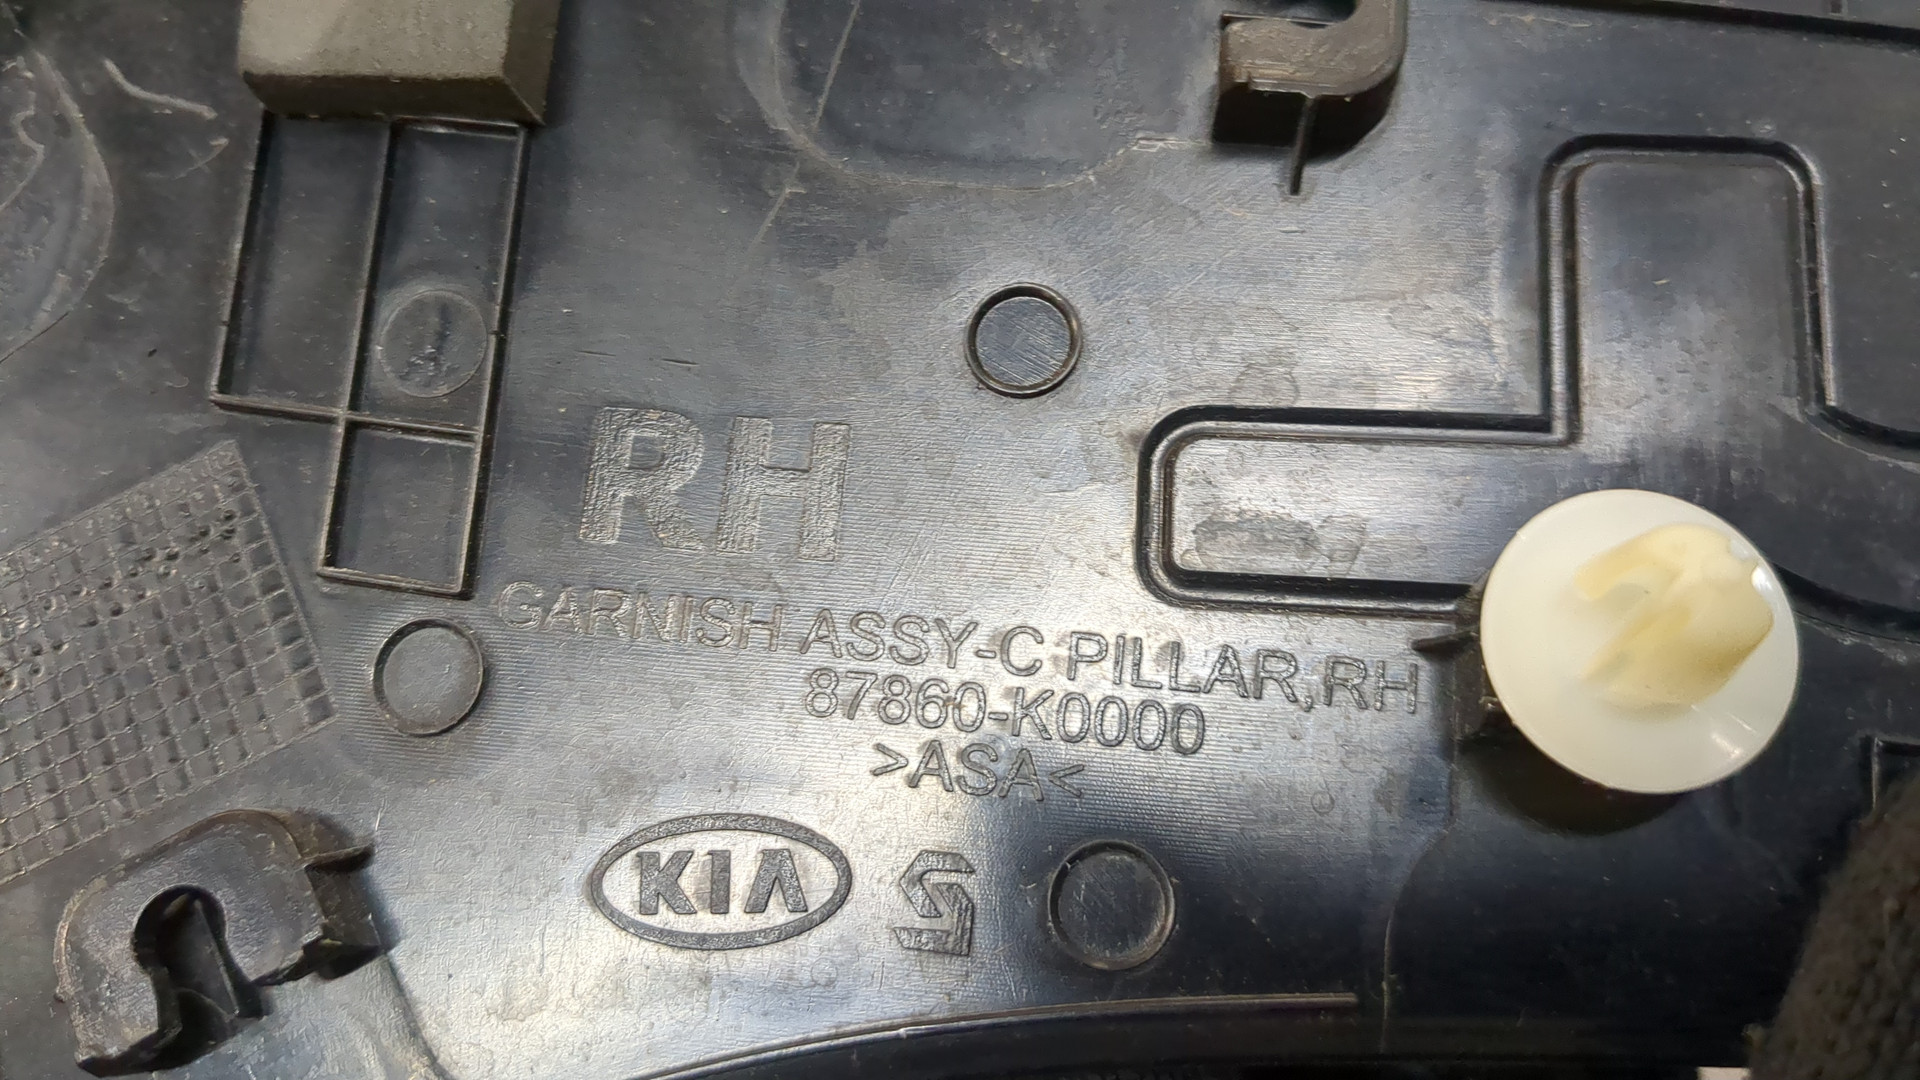 RH
GARNISH ASSY-C PILLAR,RH
87860-K0000
>ASA<
KIA